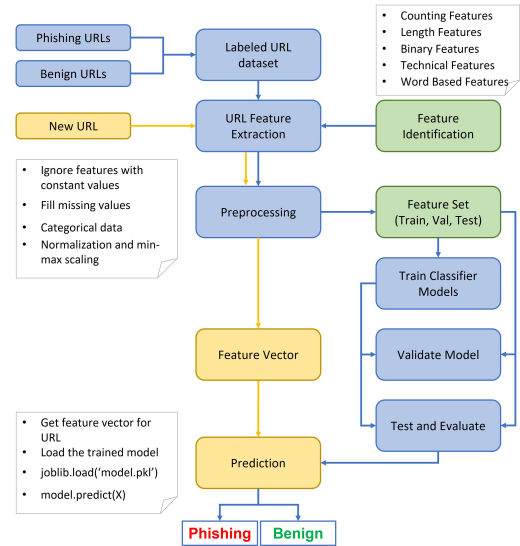 Phishing URLs
Benign URLs
Labeled URL
dataset
• Counting Features
• Length Features
• Binary Features
• Technical Features
• Word Based Features
New URL
URL Feature
Extraction
Feature
Identification
• Ignore features with
constant values
• Fill missing values
• Categorical data
• Normalization and min-
max scaling
Preprocessing
Feature Set
(Train, Val, Test)
Train Classifier
Models
Feature Vector
Validate Model
• Get feature vector for
URL
• Load the trained model
• joblib.load(‘model.pkl’)
• model.predict(X)
Test and Evaluate
Prediction
Phishing
Benign